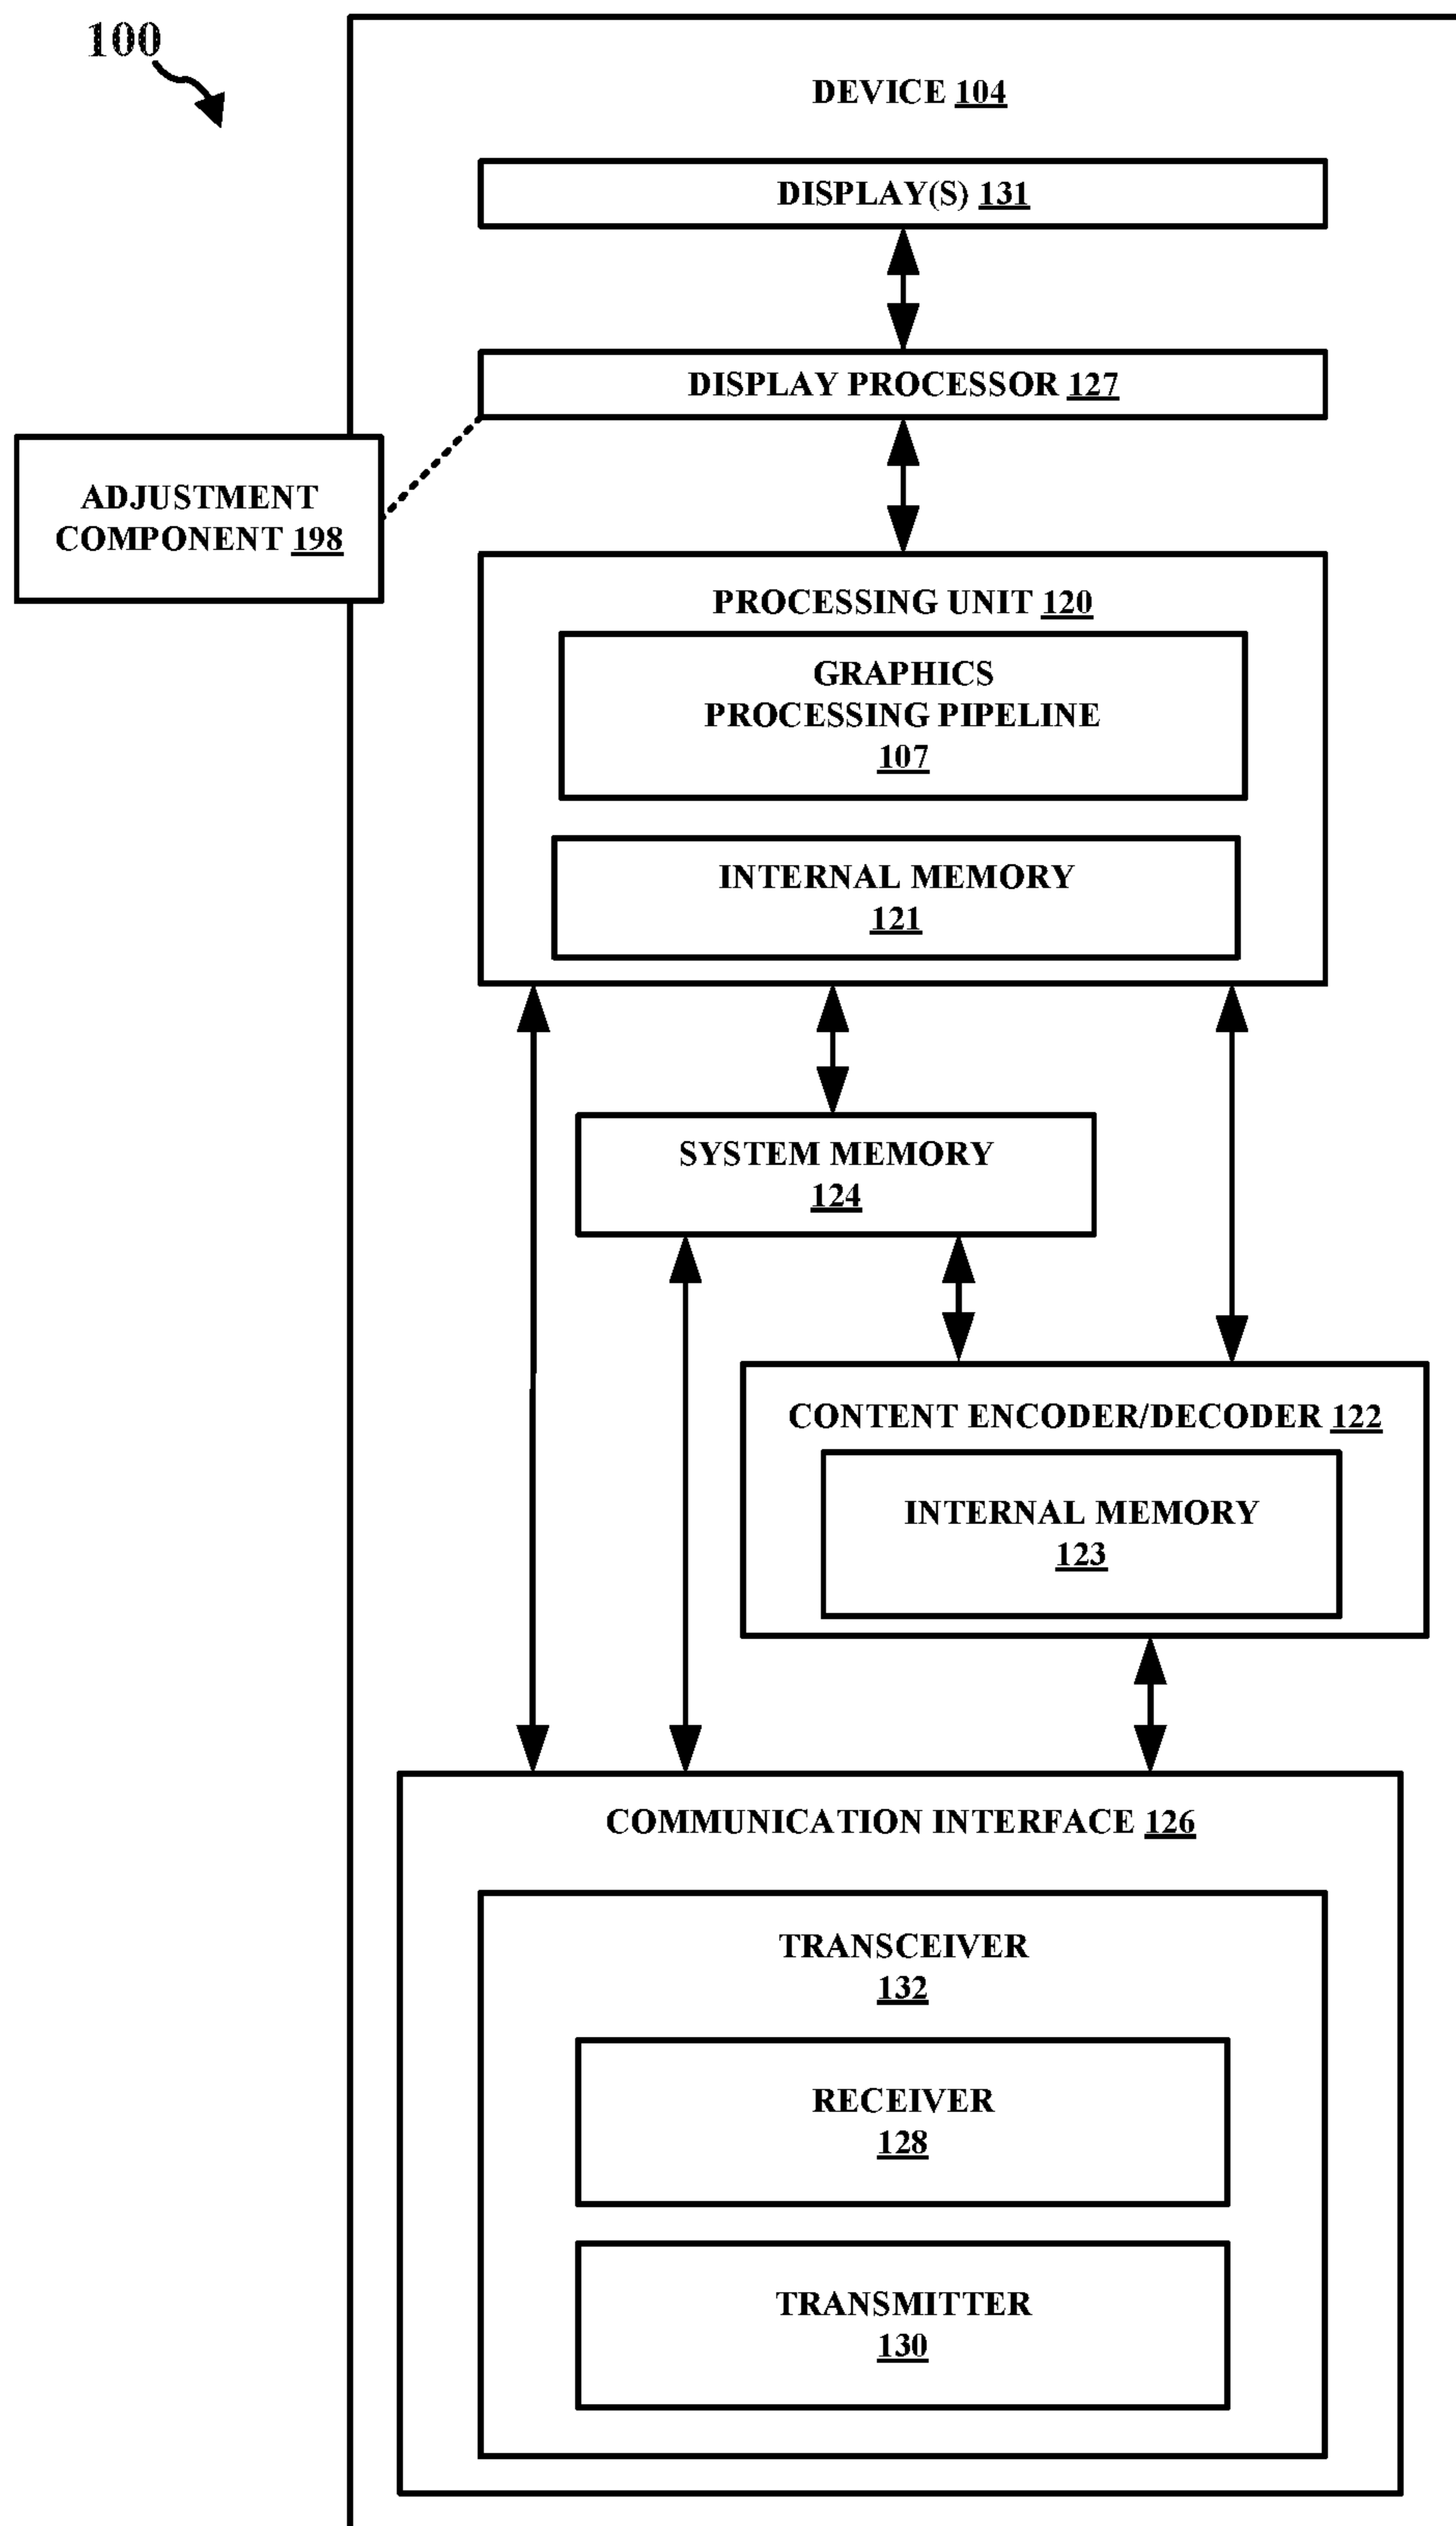 100
DEVICE 104
DISPLAY(S) 131
DISPLAY PROCESSOR 127
ADJUSTMENT
COMPONENT 198
PROCESSING UNIT 120
GRAPHICS
PROCESSING PIPELINE
107
INTERNAL MEMORY
121
SYSTEM MEMORY
124
CONTENT ENCODER/DECODER 122
INTERNAL MEMORY
123
COMMUNICATION INTERFACE 126
TRANSCEIVER
132
RECEIVER
128
TRANSMITTER
130